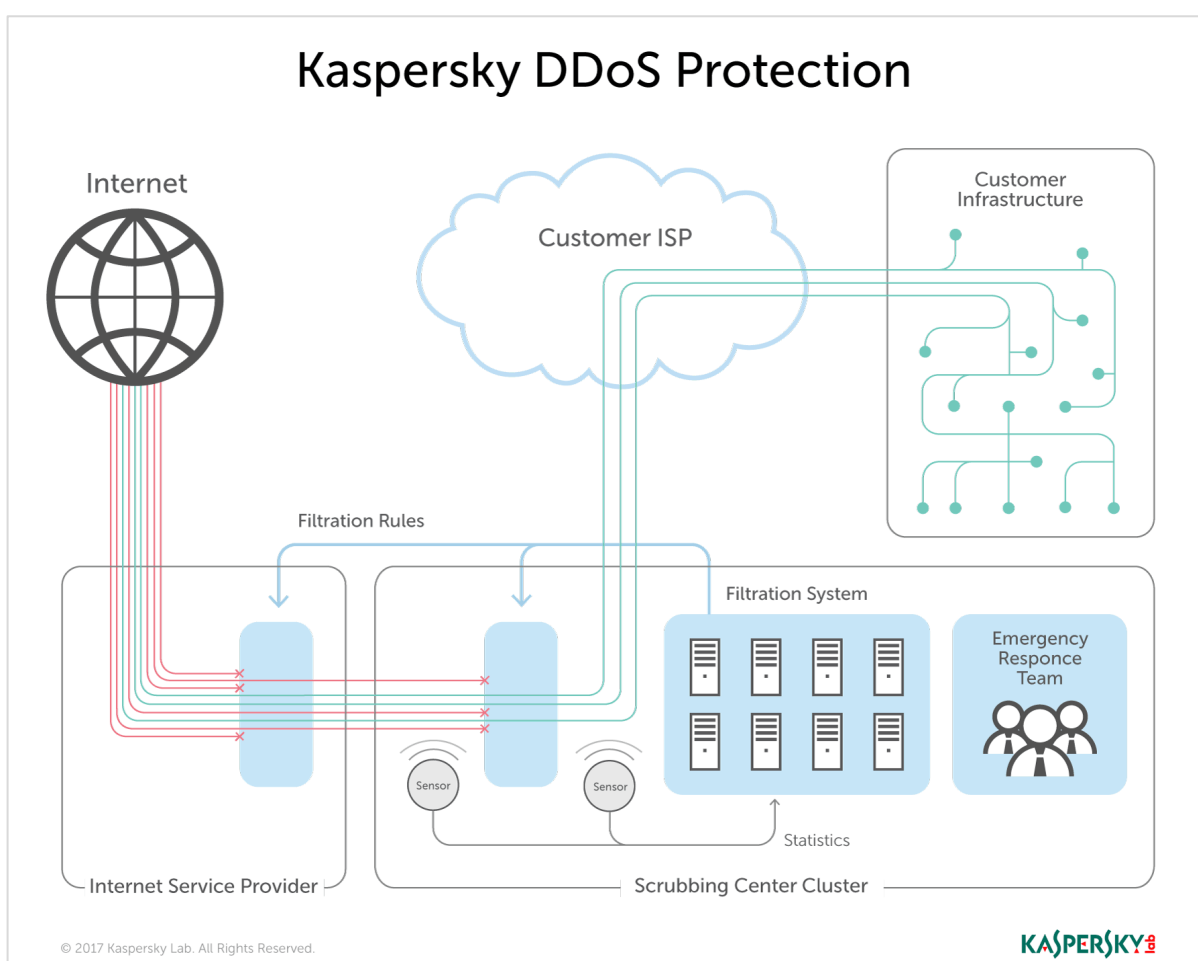 Kaspersky DDoS Protection
Internet
Customer ISP
Customer
Infrastructure
Filtration Rules
Filtration System
Emergency
Responce
Team
Sensor
Sensor
Statistics
Internet Service Provider
Scrubbing Center Cluster
© 2017 Kaspersky Lab. All Rights Reserved.
KASPERSKY lab